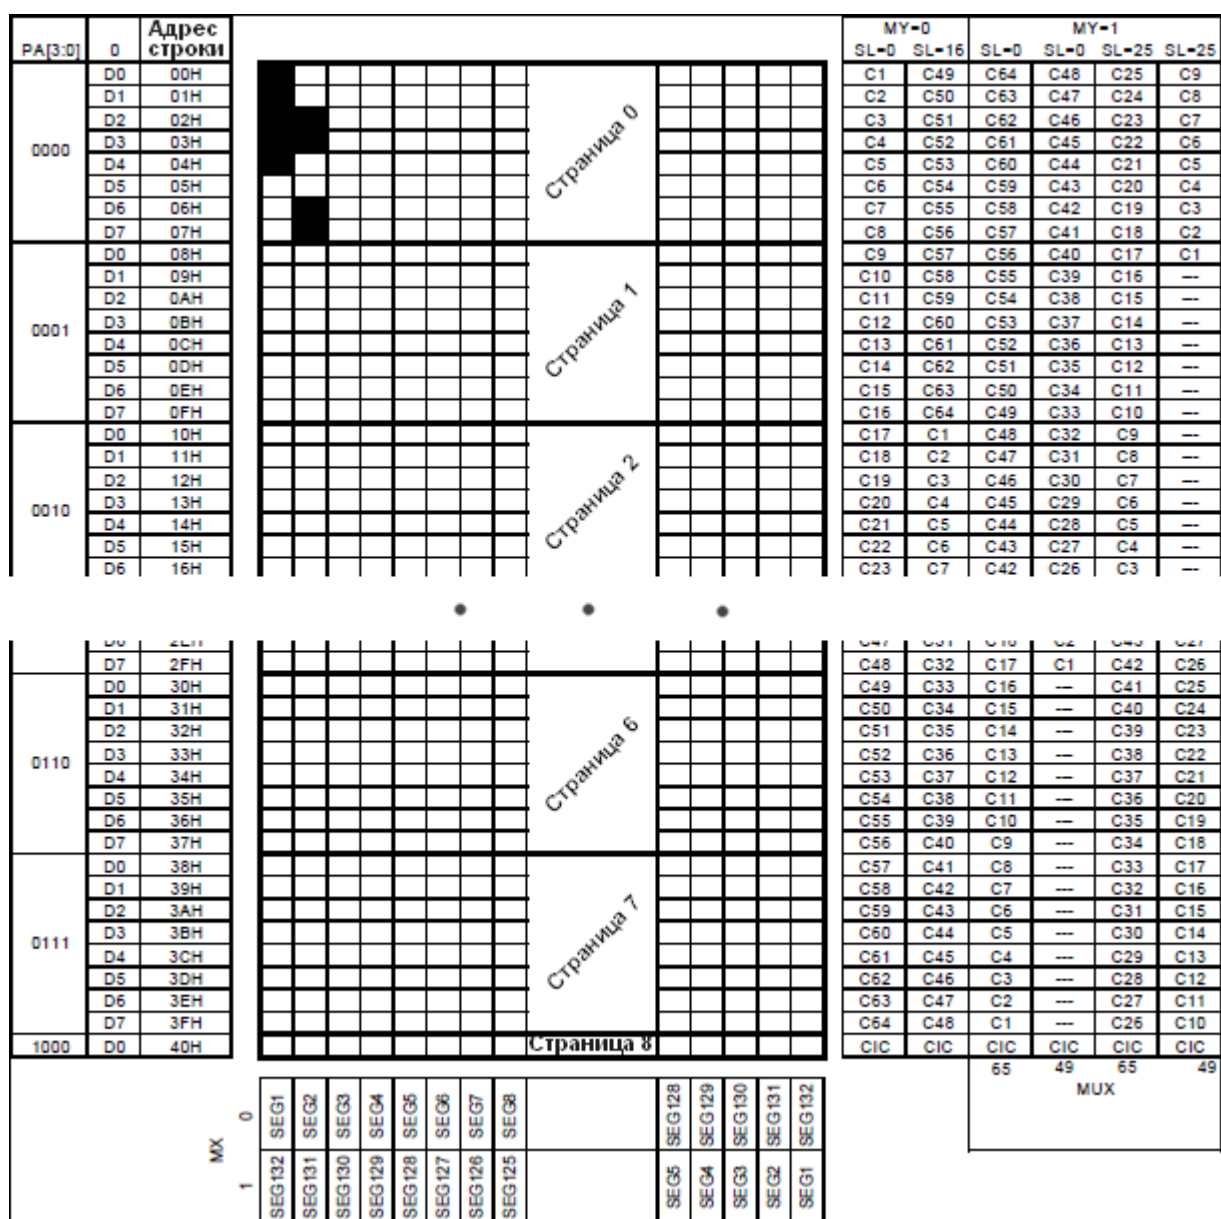 Адрес MY=0 MY=1
PA[3:0] 0 строки SL=0 SL=16 SL=0 SL=0 SL=25 SL=25
D0 00H C1 C49 C64 C48 C25 C9
D1 01H C2 C50 C63 C47 C24 C8
D2 02H C3 C51 C62 C46 C23 C7
0000 D3 03H Страница 0 C4 C52 C61 C45 C22 C6
D4 04H C5 C53 C60 C44 C21 C5
D5 05H C6 C54 C59 C43 C20 C4
D6 06H C7 C55 C58 C42 C19 C3
D7 07H C8 C56 C57 C41 C18 C2
D0 08H C9 C57 C56 C40 C17 C1
D1 09H C10 C58 C55 C39 C16 ---
D2 0AH C11 C59 C54 C38 C15 ---
0001 D3 0BH Страница 1 C12 C60 C53 C37 C14 ---
D4 0CH C13 C61 C52 C36 C13 ---
D5 0DH C14 C62 C51 C35 C12 ---
D6 0EH C15 C63 C50 C34 C11 ---
D7 0FH C16 C64 C49 C33 C10 ---
D0 10H C17 C1 C48 C32 C9 ---
D1 11H C18 C2 C47 C31 C8 ---
D2 12H C19 C3 C46 C30 C7 ---
0010 D3 13H Страница 2 C20 C4 C45 C29 C6 ---
D4 14H C21 C5 C44 C28 C5 ---
D5 15H C22 C6 C43 C27 C4 ---
D6 16H C23 C7 C42 C26 C3 ---
D7 2FH C48 C32 C17 C1 C42 C26
D0 30H C49 C33 C16 --- C41 C25
D1 31H C50 C34 C15 --- C40 C24
D2 32H C51 C35 C14 --- C39 C23
0110 D3 33H Страница 6 C52 C36 C13 --- C38 C22
D4 34H C53 C37 C12 --- C37 C21
D5 35H C54 C38 C11 --- C36 C20
D6 36H C55 C39 C10 --- C35 C19
D7 37H C56 C40 C9 --- C34 C18
D0 38H C57 C41 C8 --- C33 C17
D1 39H C58 C42 C7 --- C32 C16
D2 3AH C59 C43 C6 --- C31 C15
0111 D3 3BH Страница 7 C60 C44 C5 --- C30 C14
D4 3CH C61 C45 C4 --- C29 C13
D5 3DH C62 C46 C3 --- C28 C12
D6 3EH C63 C47 C2 --- C27 C11
D7 3FH C64 C48 C1 --- C26 C10
1000 D0 40H Страница 8 CIC CIC CIC CIC CIC CIC
65 49 65 49
MUX
MX
0 SEG1 SEG2 SEG3 SEG4 SEG5 SEG6 SEG7 SEG8 SEG128 SEG129 SEG130 SEG131 SEG132
1 SEG132 SEG131 SEG130 SEG129 SEG128 SEG127 SEG126 SEG125 SEG5 SEG4 SEG3 SEG2 SEG1